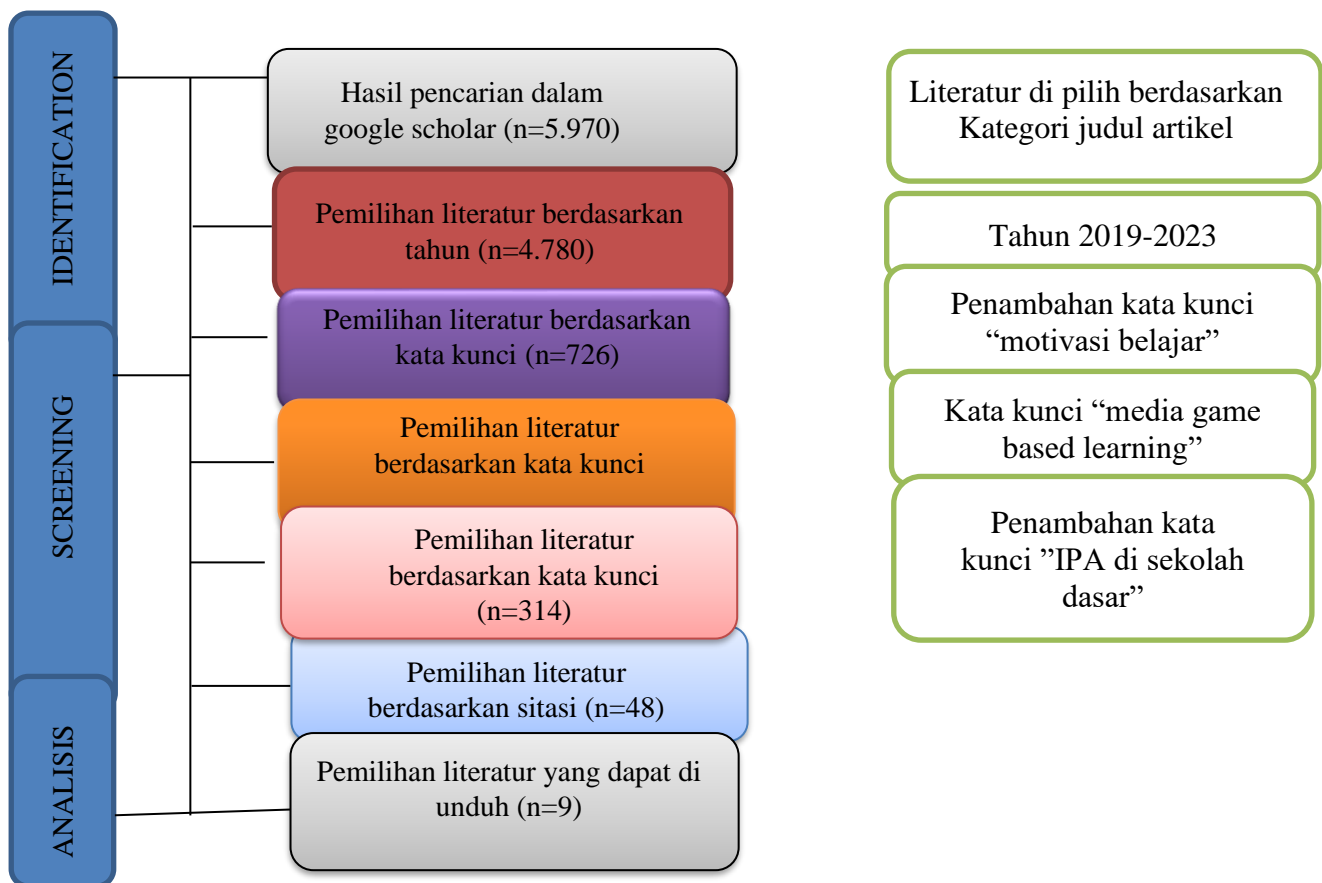 IDENTIFICATION
Hasil pencarian dalam
google scholar (n=5.970)
Literatur di pilih berdasarkan
Kategori judul artikel
Pemilihan literatur berdasarkan
tahun (n=4.780)
Tahun 2019-2023
SCREENING
Pemilihan literatur berdasarkan
kata kunci (n=726)
Penambahan kata kunci
“motivasi belajar”
Pemilihan literatur
berdasarkan kata kunci
Kata kunci “media game
based learning”
Pemilihan literatur
berdasarkan kata kunci
(n=314)
Penambahan kata
kunci ”IPA di sekolah
dasar”
Pemilihan literatur
berdasarkan sitasi (n=48)
ANALISIS
Pemilihan literatur yang dapat di
unduh (n=9)